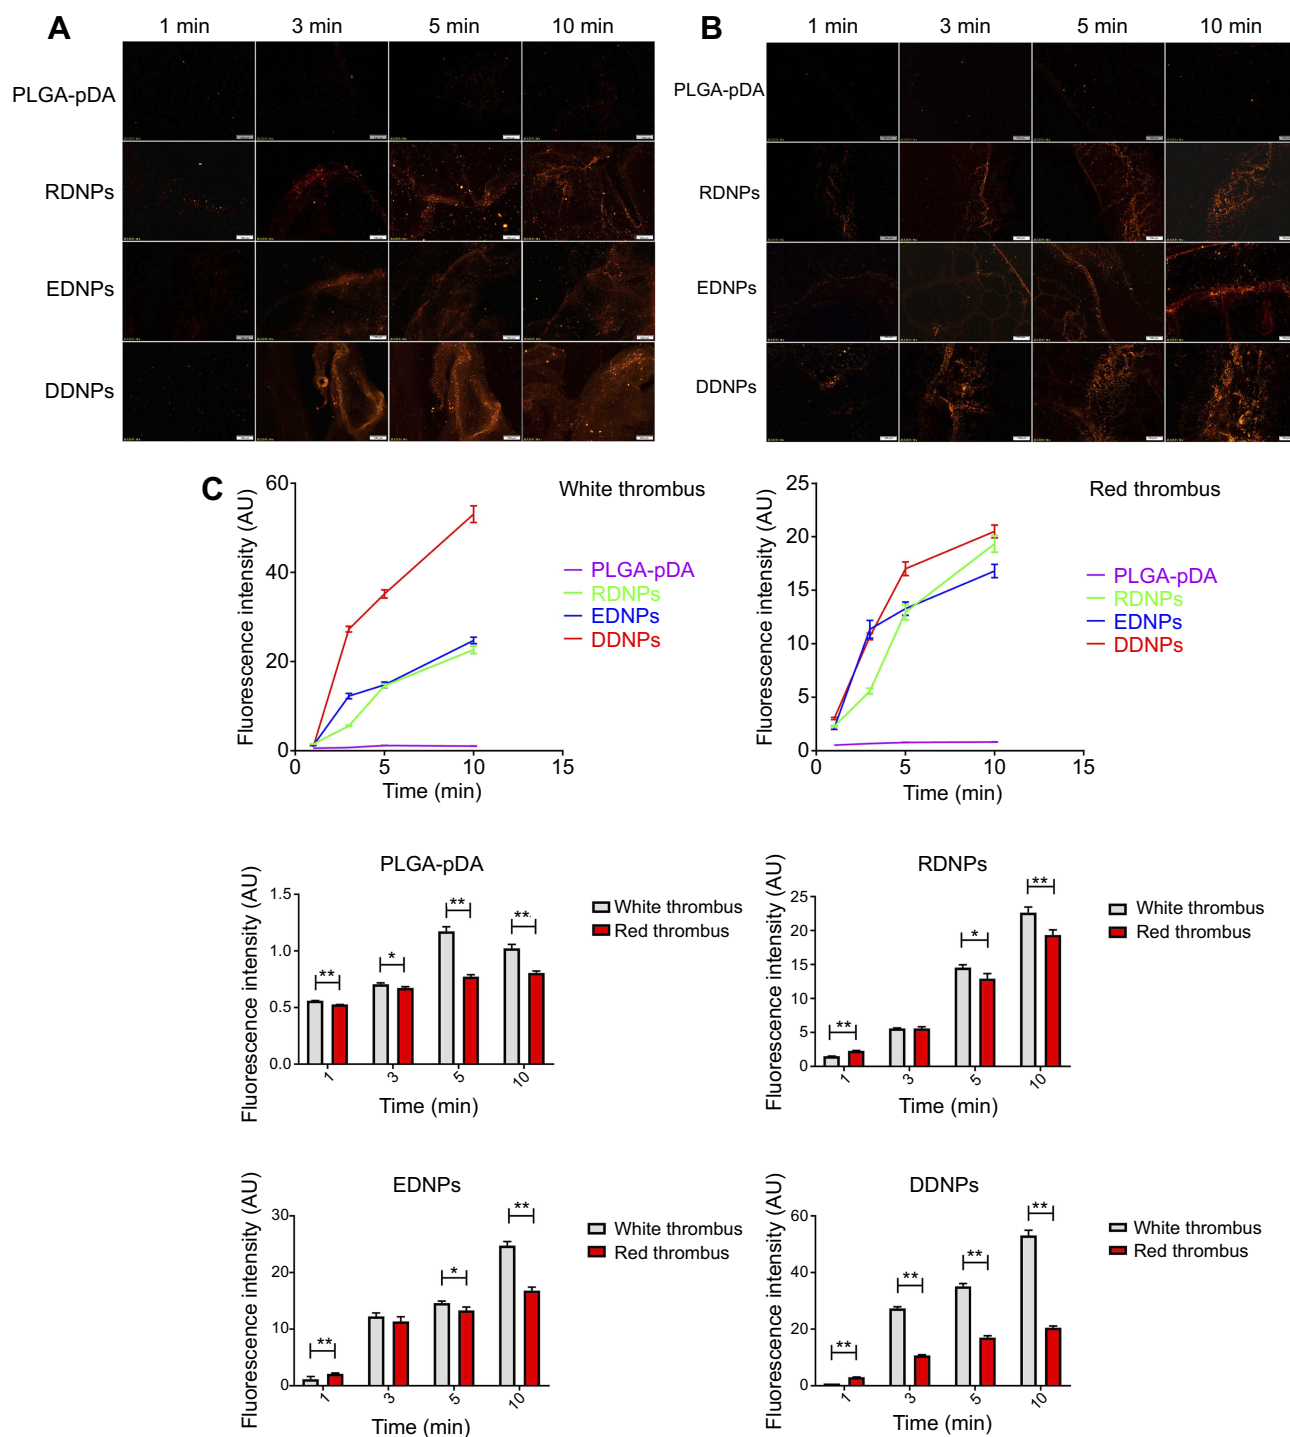 A 1 min 3 min 5 min 10 min
PLGA-pDA
RDNPs
EDNPs
DDNPs
B 1 min 3 min 5 min 10 min
PLGA-pDA
RDNPs
EDNPs
DDNPs
C
White thrombus
Fluorescence intensity (AU)
60
40
20
0
0 5 10 15
Time (min)
PLGA-pDA
RDNPs
EDNPs
DDNPs
Red thrombus
Fluorescence intensity (AU)
25
20
15
10
5
0
0 5 10 15
Time (min)
PLGA-pDA
RDNPs
EDNPs
DDNPs
PLGA-pDA
Fluorescence intensity (AU)
1.5
1.0
0.5
0.0
** * ** **
1 3 5 10
Time (min)
White thrombus
Red thrombus
RDNPs
Fluorescence intensity (AU)
25
20
15
10
5
0
** * **
1 3 5 10
Time (min)
White thrombus
Red thrombus
EDNPs
Fluorescence intensity (AU)
30
20
10
0
** * **
1 3 5 10
Time (min)
White thrombus
Red thrombus
DDNPs
Fluorescence intensity (AU)
60
40
20
0
** ** ** **
1 3 5 10
Time (min)
White thrombus
Red thrombus